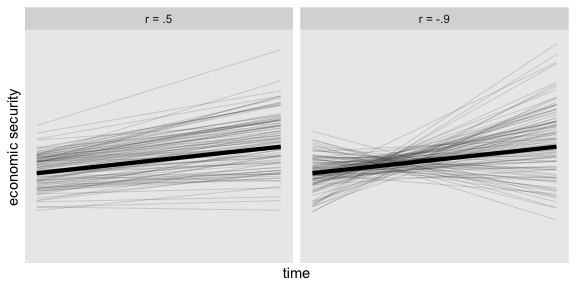 r = .5
r = -.9
economic security
time